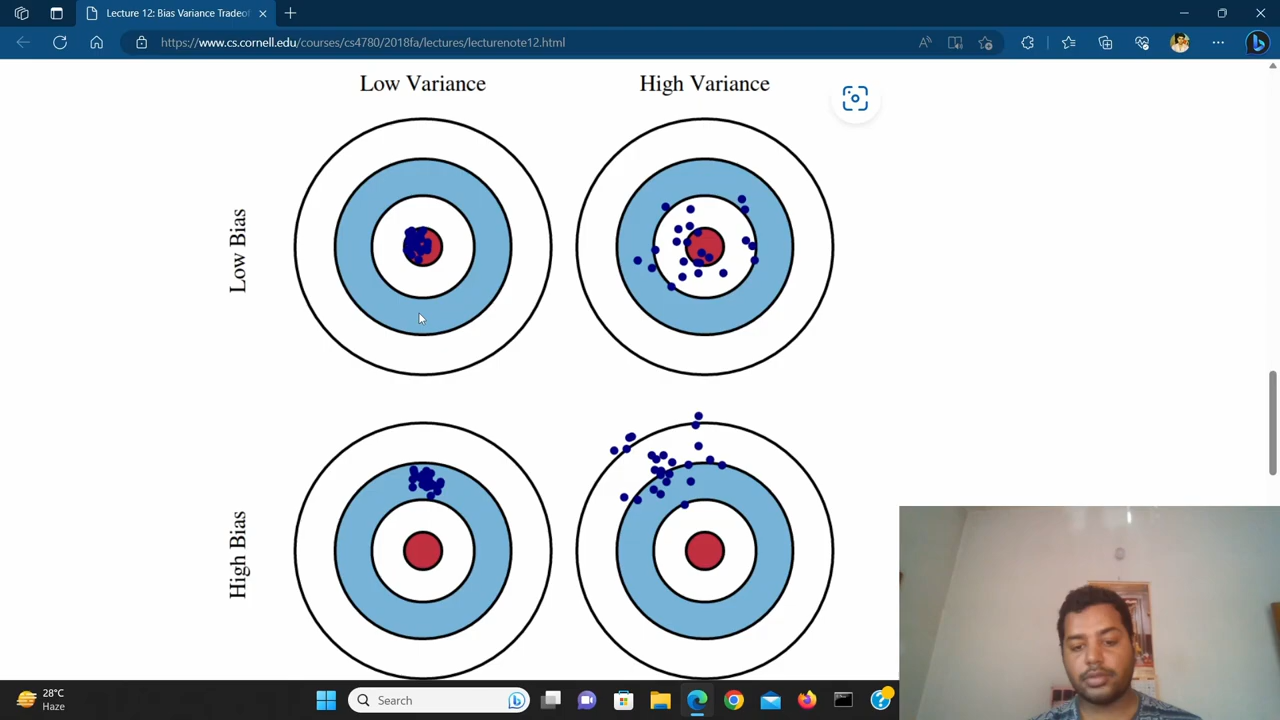 Lecture 12: Bias Variance Tradeof
https://www.cs.cornell.edu/courses/cs4780/2018fa/lectures/lecturenote12.html
Low Variance
High Variance
Low Bias
High Bias
28°C
Haze
Search